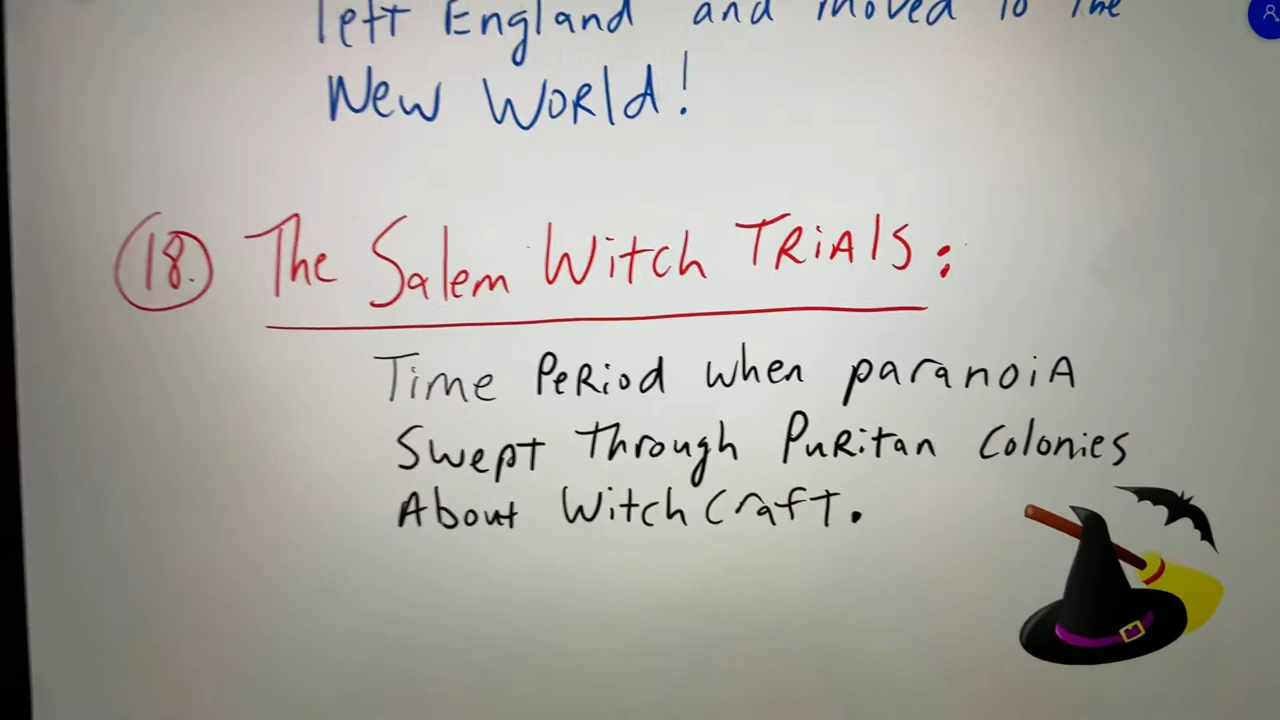 left England and moved to the
New World!
18. The Salem Witch Trials:
Time Period when paranoia
Swept through Puritan Colonies
About Witchcraft.